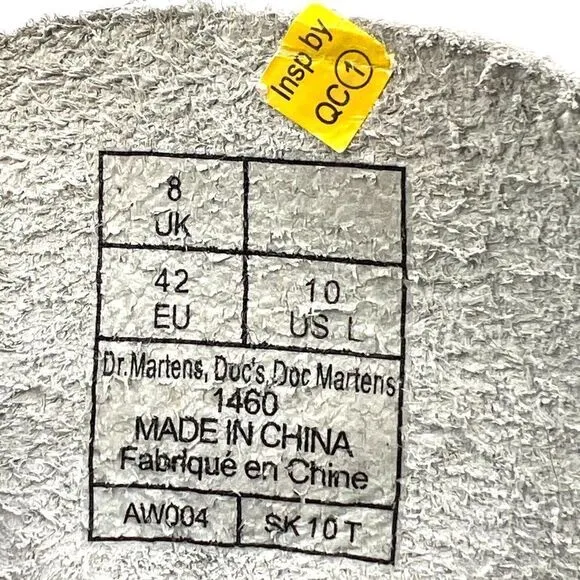 Insp by
QC 1
8
UK
42
EU
10
US L
Dr.Martens, Doc's, Doc Martens
1460
MADE IN CHINA
Fabriqué en Chine
AW004
SK10T